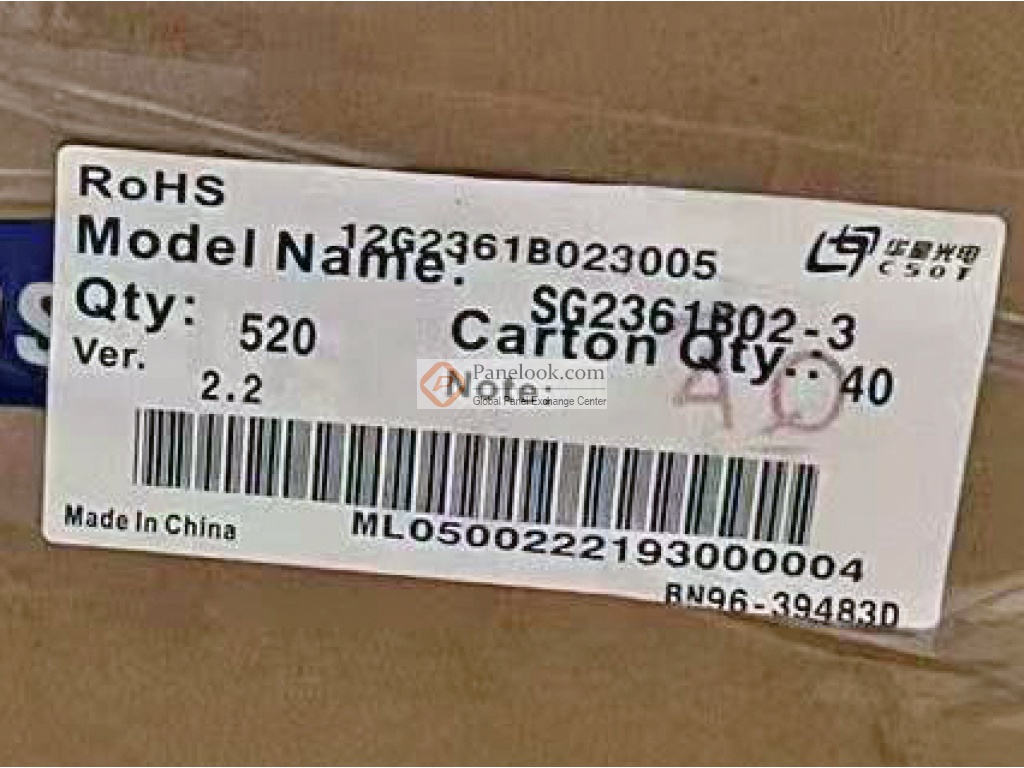 RoHS
Model Name: 12G2361B023005
华星光电
CSOT
SG2361B02-3
Qty: 520
Carton Qty.: 40
Ver. 2.2
Note:
40
Panelook.com
Global Panel Exchange Center
Made In China
ML0500222193000004
BN96-39483D
S